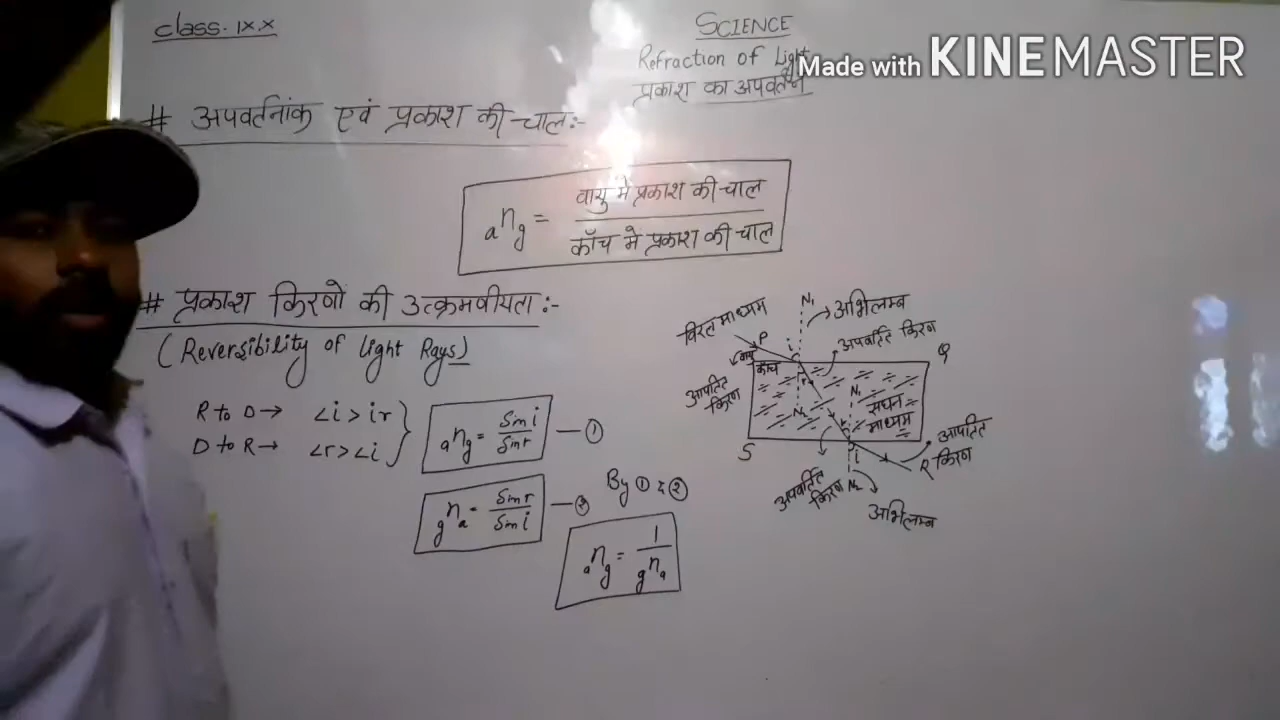 class. IX.X
SCIENCE
Refraction of Light
प्रकाश का अपवर्तन
Made with KINEMASTER
# अपवर्तनांक एवं प्रकाश की चाल:-
ₐng = वायु में प्रकाश की चाल / काँच में प्रकाश की चाल
# प्रकाश किरणो की उत्क्रमणीयता:-
(Reversibility of light Rays)
R to D → <i > ir
D to R → <r > <i
ₐng = Sin i / Sin r — ①
gnₐ = Sin r / Sin i — ②
By ① & ②
ₐng = 1 / gnₐ
विरल माध्यम
N₁
अभिलम्ब
P
i
अपवर्तित किरण
वायु
काँच
Q
आपतित
किरण
r
N₁
N₁
सघन
माध्यम
r
S
i
आपतित
R किरण
अपवर्तित
किरण N₂
अभिलम्ब